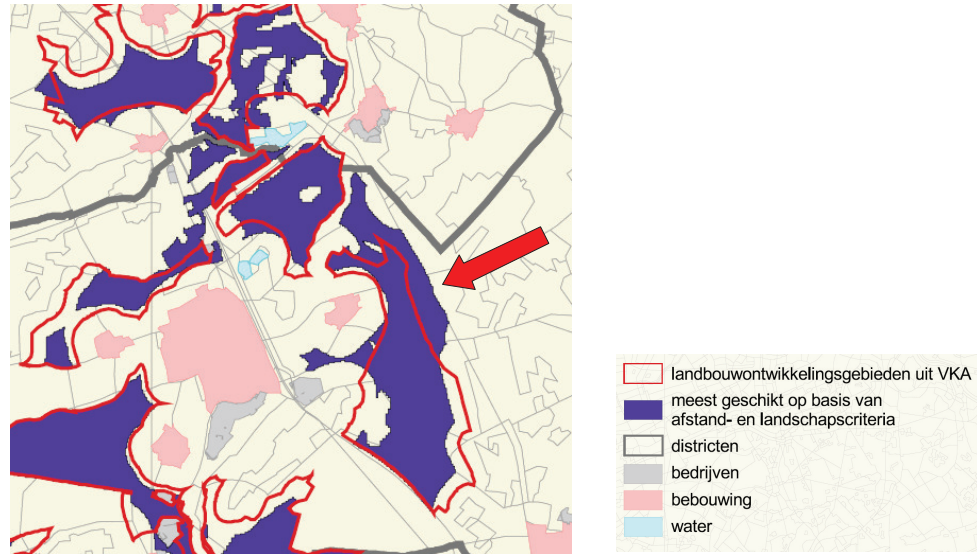 landbouwontwikkelingsgebieden uit VKA
meest geschikt op basis van
afstand- en landschapscriteria
districten
bedrijven
bebouwing
water